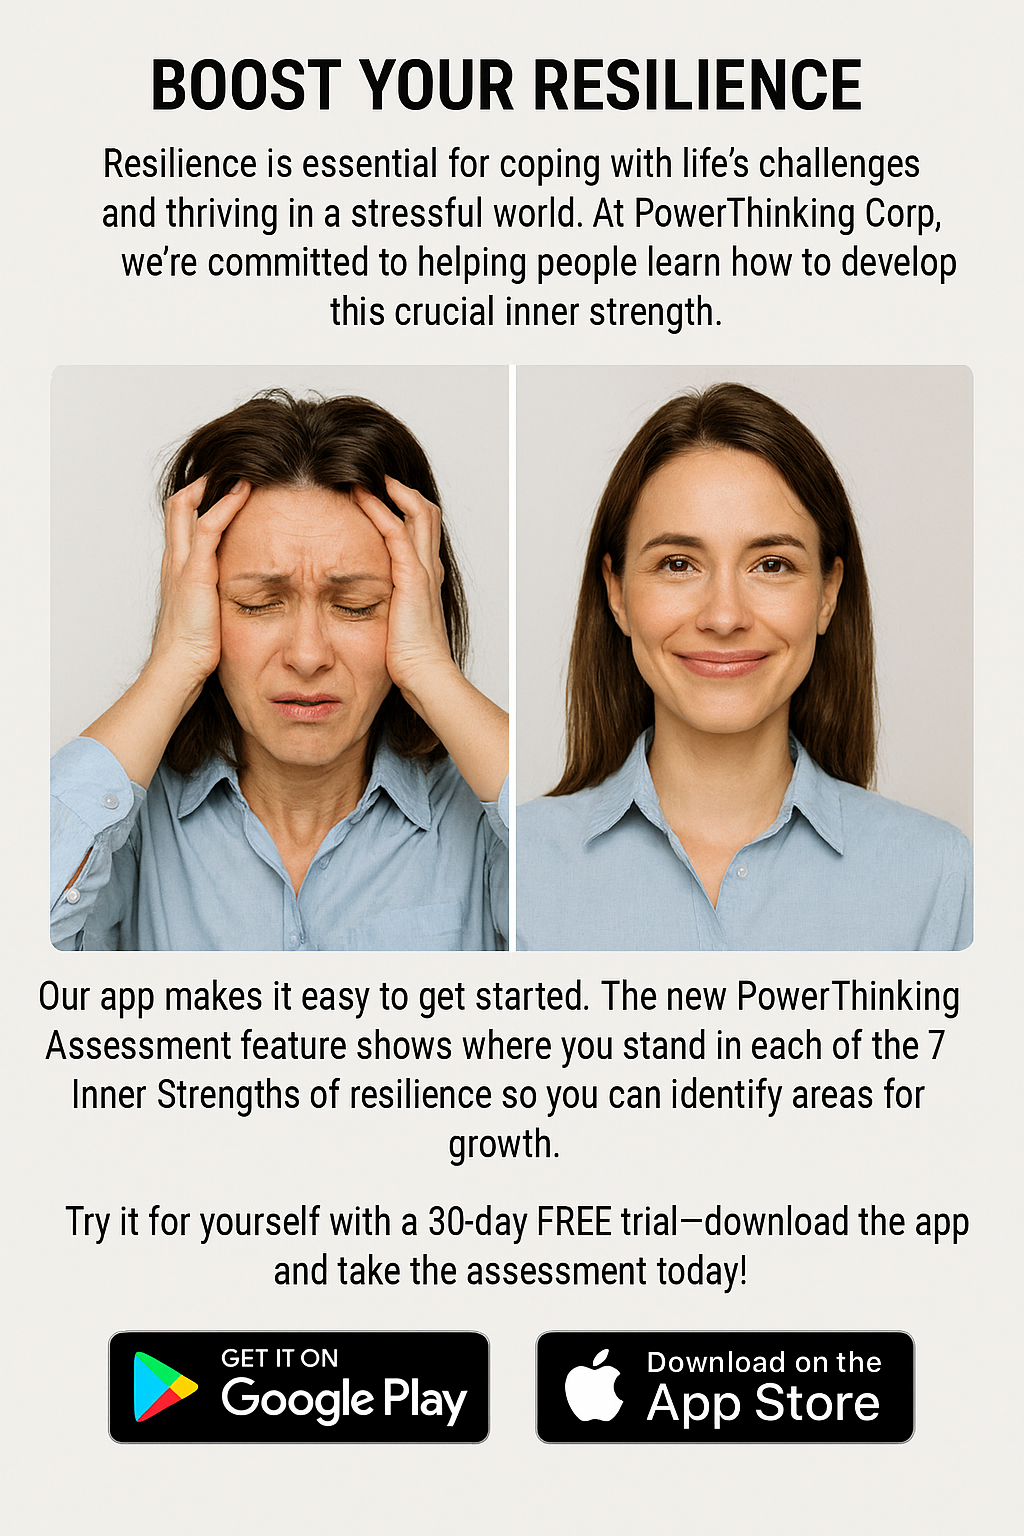 BOOST YOUR RESILIENCE
Resilience is essential for coping with life’s challenges
and thriving in a stressful world. At PowerThinking Corp,
we’re committed to helping people learn how to develop
this crucial inner strength.
Our app makes it easy to get started. The new PowerThinking
Assessment feature shows where you stand in each of the 7
Inner Strengths of resilience so you can identify areas for
growth.
Try it for yourself with a 30-day FREE trial—download the app
and take the assessment today!
GET IT ON
Google Play
Download on the
App Store